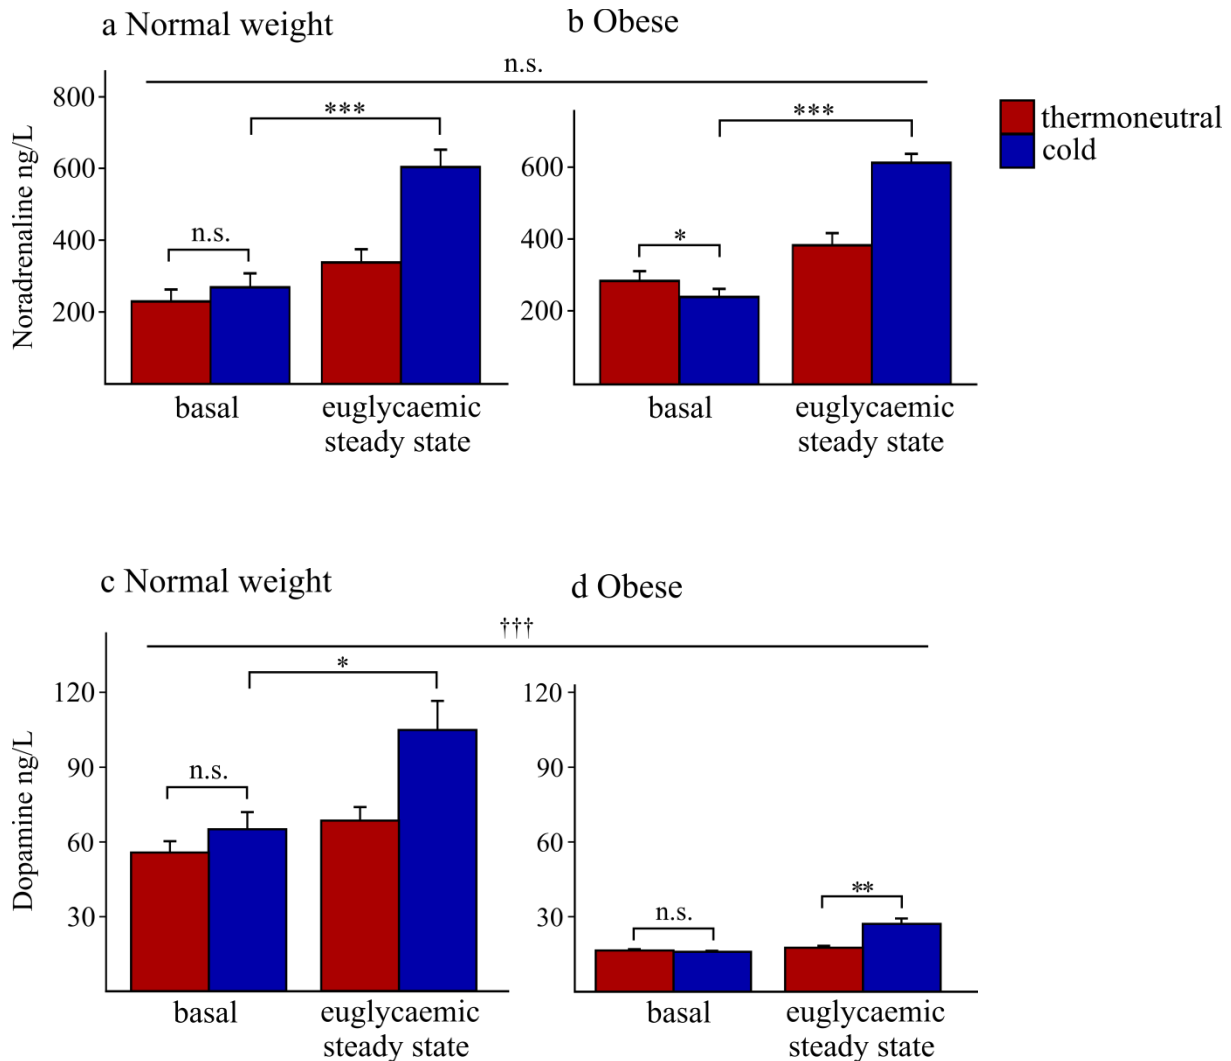 a Normal weight
b Obese
n.s.
***
***
n.s.
*
Noradrenaline ng/L
800
600
400
200
600
400
200
thermoneutral
cold
basal
euglycaemic
steady state
basal
euglycaemic
steady state
c Normal weight
d Obese
†††
*
n.s.
n.s.
**
Dopamine ng/L
120
90
60
30
120
90
60
30
basal
euglycaemic
steady state
basal
euglycaemic
steady state